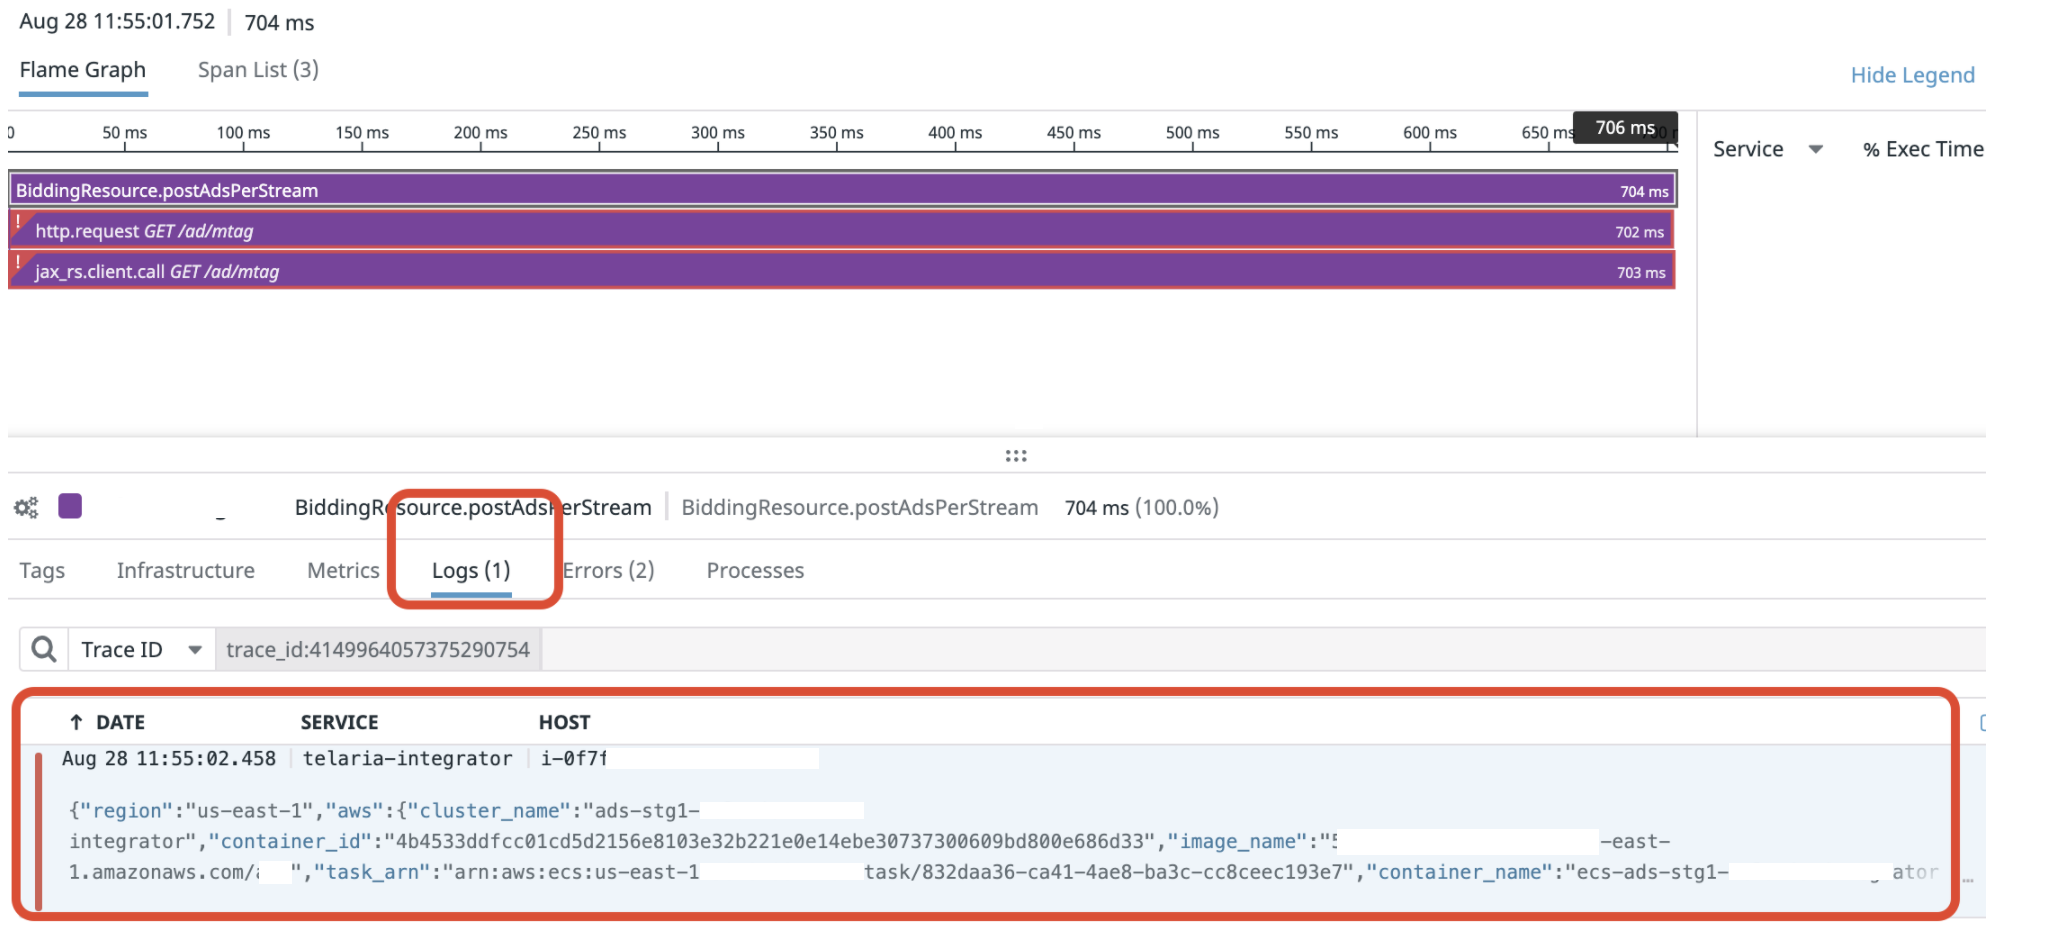 Aug 28 11:55:01.752 704 ms
Flame Graph Span List (3)
Hide Legend
0 50 ms 100 ms 150 ms 200 ms 250 ms 300 ms 350 ms 400 ms 450 ms 500 ms 550 ms 600 ms 650 ms 706 ms
Service % Exec Time
BiddingResource.postAdsPerStream 704 ms
! http.request GET /ad/mtag 702 ms
! jax_rs.client.call GET /ad/mtag 703 ms
BiddingResource.postAdsPerStream BiddingResource.postAdsPerStream 704 ms (100.0%)
Tags Infrastructure Metrics Logs (1) Errors (2) Processes
Trace ID trace_id:4149964057375290754
↑ DATE SERVICE HOST
Aug 28 11:55:02.458 telaria-integrator i-0f7f
{"region":"us-east-1","aws":{"cluster_name":"ads-stg1-
integrator","container_id":"4b4533ddfcc01cd5d2156e8103e32b221e0e14ebe30737300609bd800e686d33","image_name":"5 -east-
1.amazonaws.com/ ","task_arn":"arn:aws:ecs:us-east-1 task/832daa36-ca41-4ae8-ba3c-cc8ceec193e7","container_name":"ecs-ads-stg1- ator …